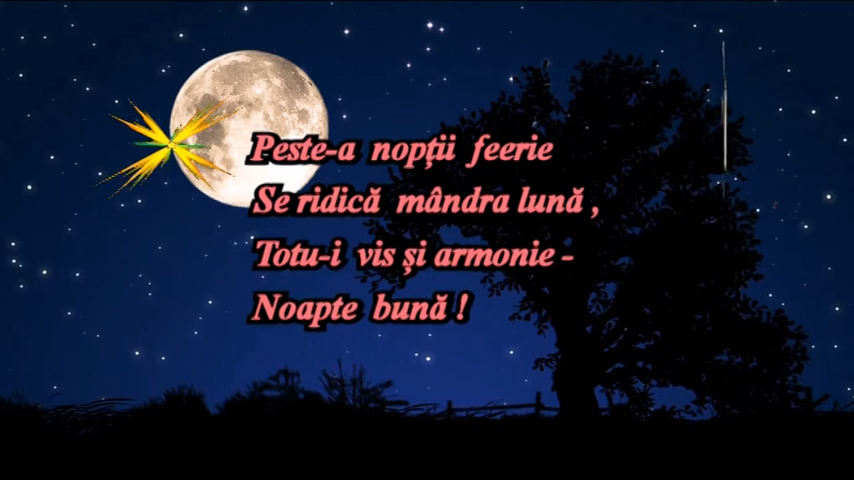 Peste-a nopții feerie
Se ridică mândra lună ,
Totu-i vis și armonie -
Noapte bună !